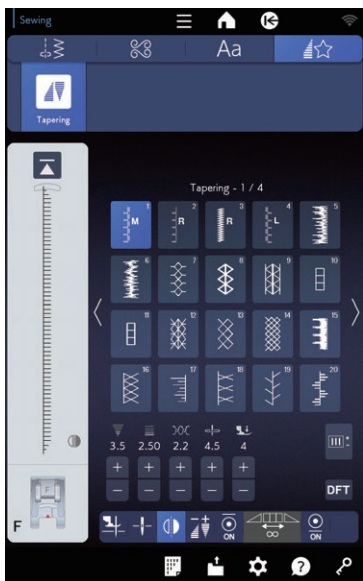 Sewing
Aa
Tapering
Tapering - 1 / 4
1 M
2 R
3 R
4 L
5
6
7
8
9
10
11
12
13
14
15
16
17
18
19
20
3.5 2.50 2.2 4.5 4
+ + + + +
− − − − −
DFT
F
F
ON
∞
ON
?